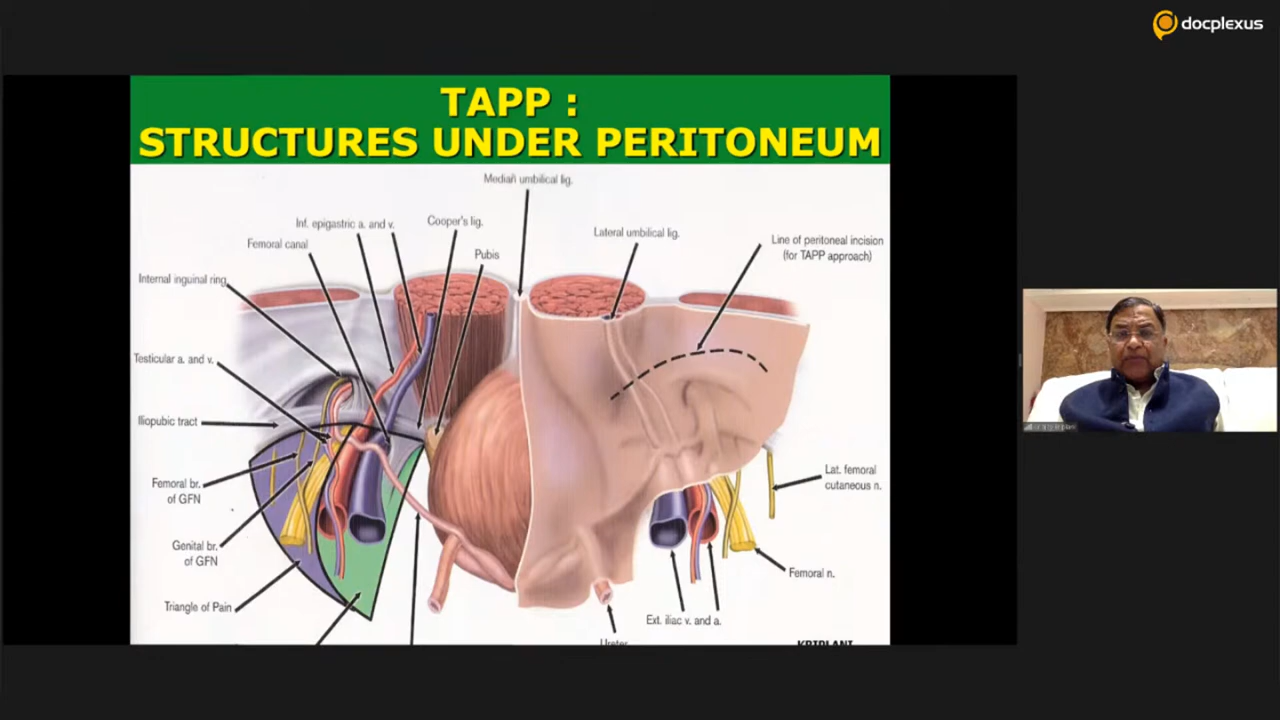 docplexus
TAPP :
STRUCTURES UNDER PERITONEUM
Median umbilical lig.
Inf. epigastric a. and v.
Cooper's lig.
Lateral umbilical lig.
Line of peritoneal incision
(for TAPP approach)
Femoral canal
Pubis
Internal inguinal ring
Testicular a. and v.
Iliopubic tract
Femoral br.
of GFN
Lat. femoral
cutaneous n.
Genital br.
of GFN
Femoral n.
Triangle of Pain
Ext. iliac v. and a.
Ureter
KRIPLANI